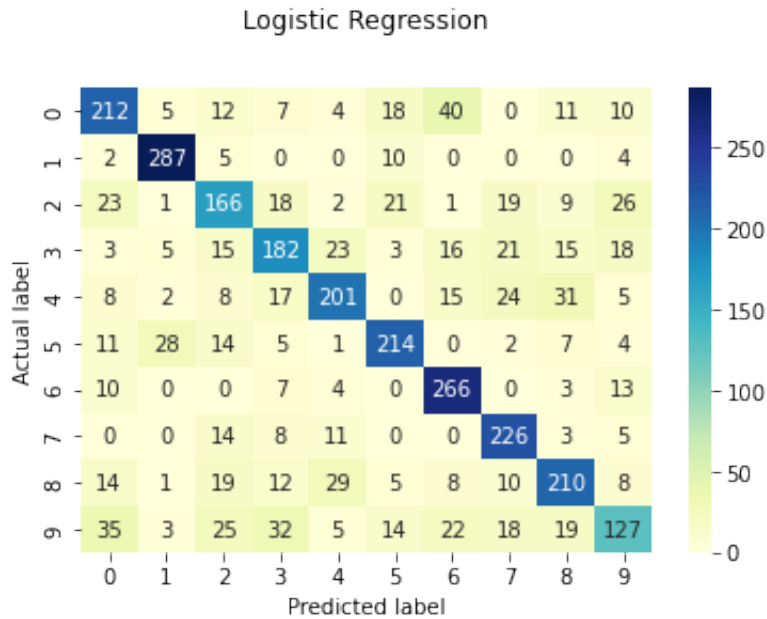 Logistic Regression
0 212 5 12 7 4 18 40 0 11 10
1 2 287 5 0 0 10 0 0 0 4
2 23 1 166 18 2 21 1 19 9 26
3 3 5 15 182 23 3 16 21 15 18
4 8 2 8 17 201 0 15 24 31 5
5 11 28 14 5 1 214 0 2 7 4
6 10 0 0 7 4 0 266 0 3 13
7 0 0 14 8 11 0 0 226 3 5
8 14 1 19 12 29 5 8 10 210 8
9 35 3 25 32 5 14 22 18 19 127
0 1 2 3 4 5 6 7 8 9
Predicted label
Actual label
250
200
150
100
50
0